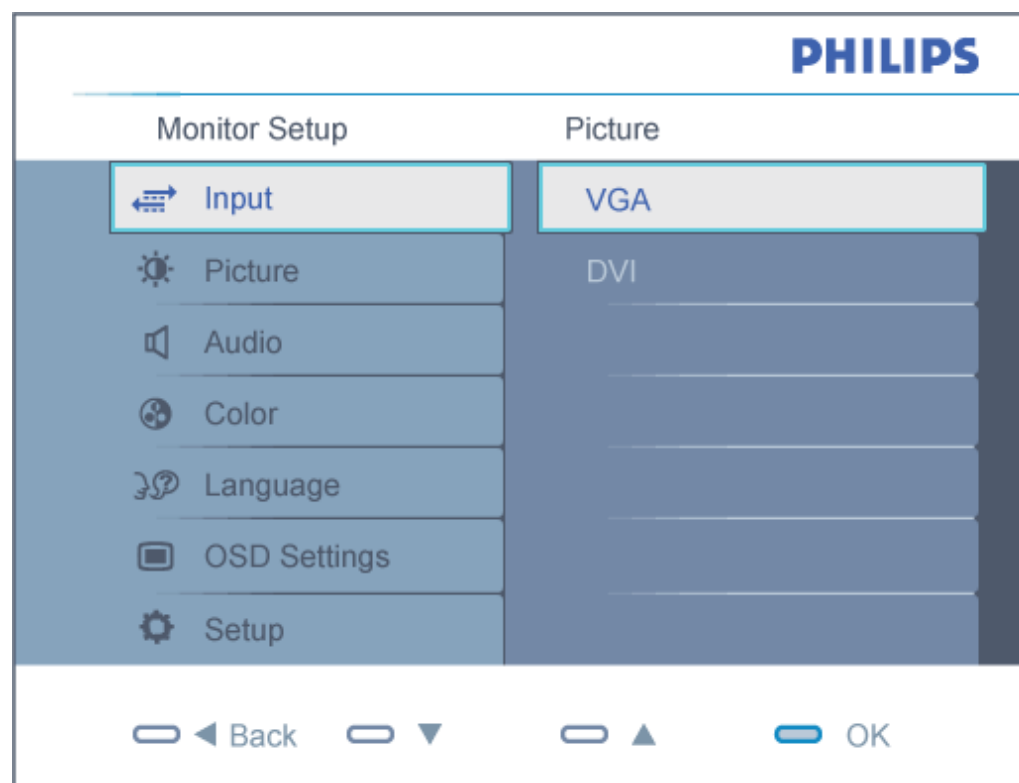 PHILIPS
Monitor Setup Picture
Input VGA
Picture DVI
Audio
Color
Language
OSD Settings
Setup
Back OK